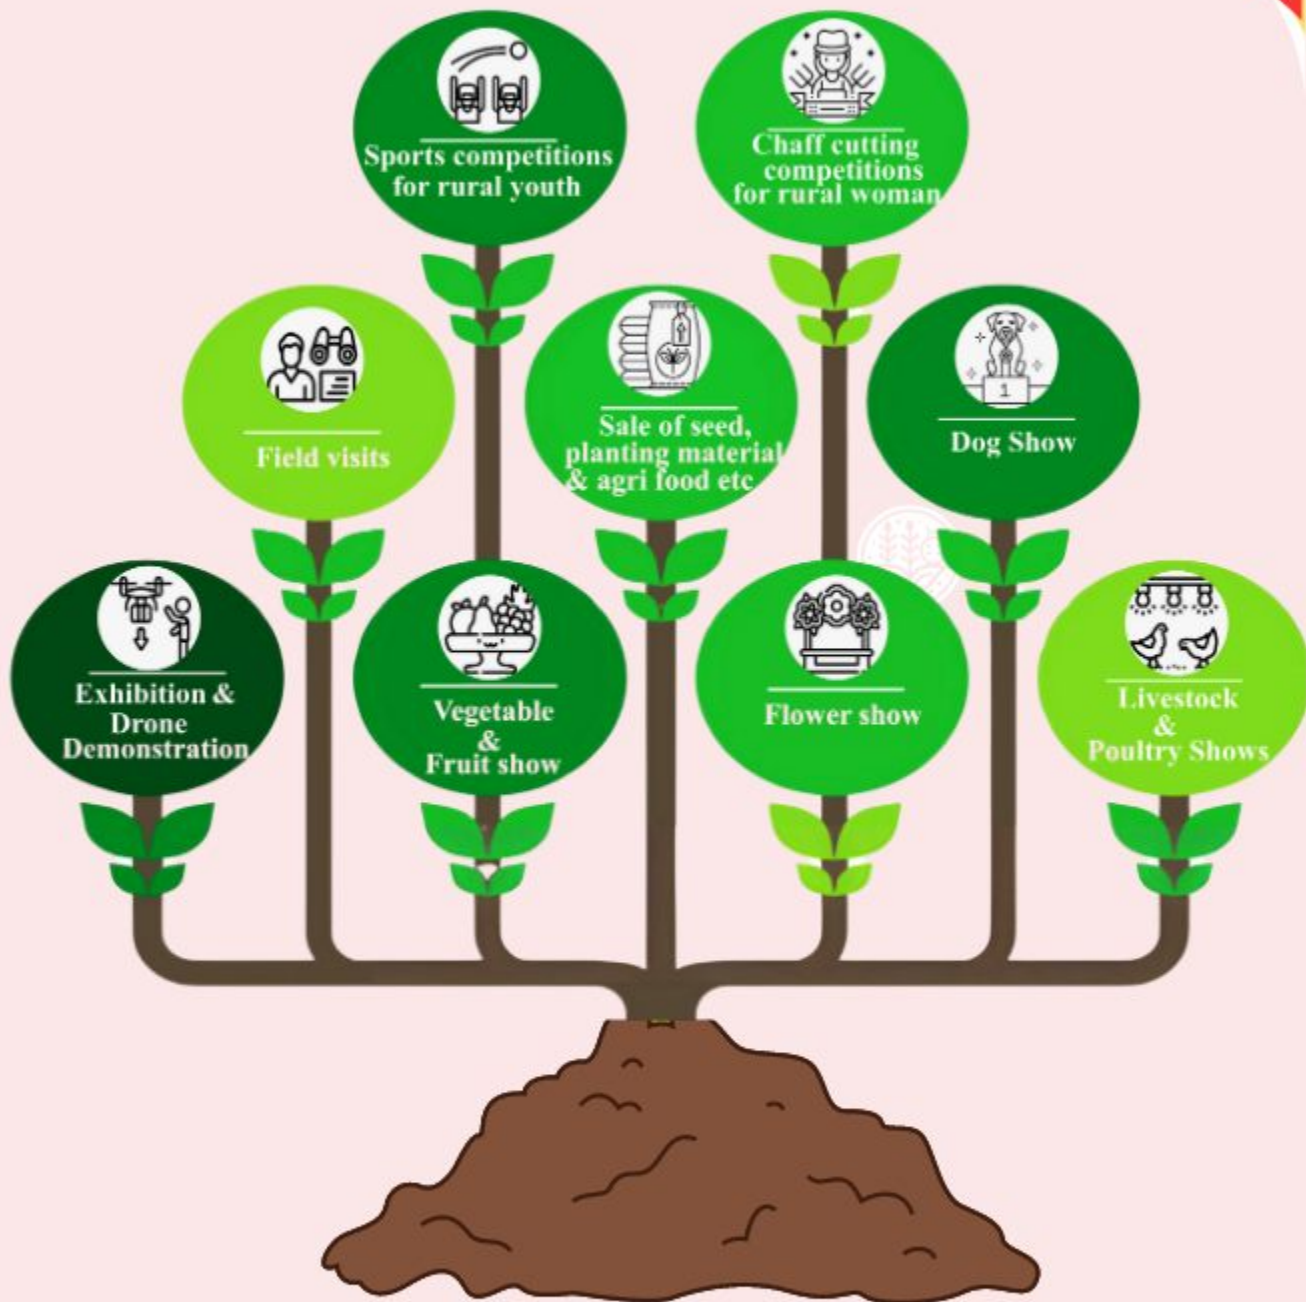 Sports competitions
for rural youth
Chaff cutting
competitions
for rural woman
Field visits
Sale of seed,
planting material
& agri food etc
Dog Show
1
Exhibition &
Drone
Demonstration
Vegetable
&
Fruit show
Flower show
Livestock
&
Poultry Shows